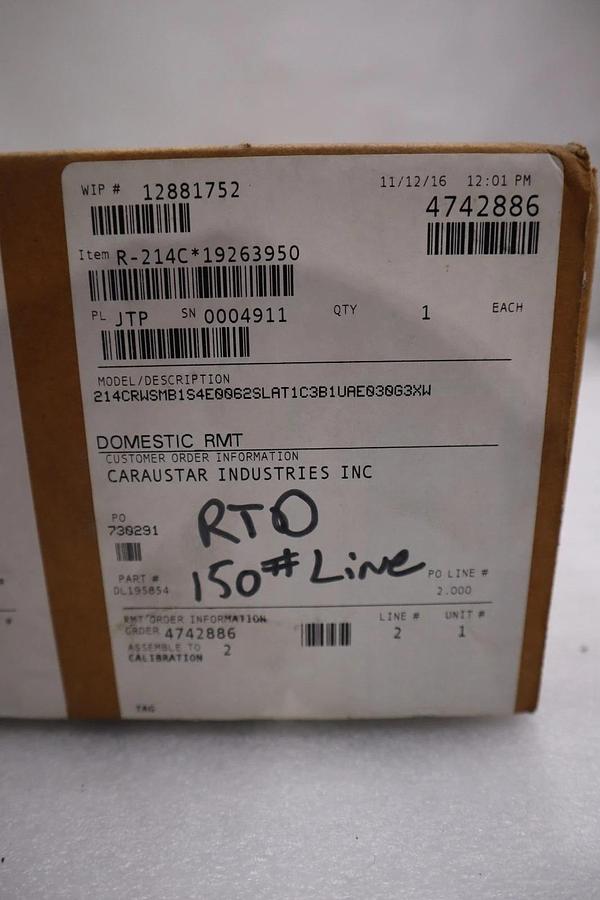 WIP # 12881752
11/12/16 12:01 PM
4742886
Item R-214C*19263950
PL JTP SN 0004911 QTY 1 EACH
MODEL/DESCRIPTION
214CRWSMB1S4E0062SLAT1C3B1UAE030G3XW
DOMESTIC RMT
CUSTOMER ORDER INFORMATION
CARAUSTAR INDUSTRIES INC
PO
730291
RTD
150# Line
PART #
DL195854
PO LINE #
2.000
RMT ORDER INFORMATION
ORDER 4742886
LINE # UNIT #
2 1
ASSEMBLE TO 2
CALIBRATION
TAG